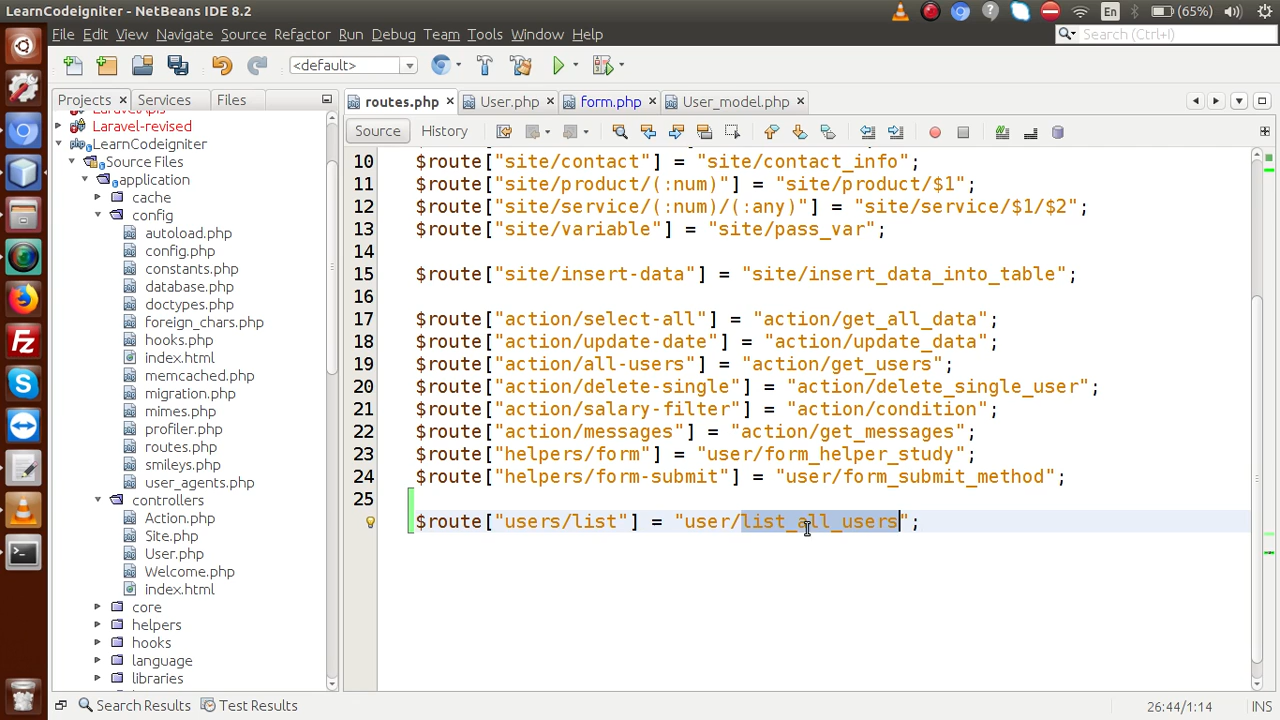 LearnCodeigniter - NetBeans IDE 8.2
En
(65%)
File Edit View Navigate Source Refactor Run Debug Team Tools Window Help
Search (Ctrl+I)
<default>
Projects Services Files
routes.php User.php form.php User_model.php
Source History
Laravel-revised
LearnCodeigniter
Source Files
application
cache
config
autoload.php
config.php
constants.php
database.php
doctypes.php
foreign_chars.php
hooks.php
index.html
memcached.php
migration.php
mimes.php
profiler.php
routes.php
smileys.php
user_agents.php
controllers
Action.php
Site.php
User.php
Welcome.php
index.html
core
helpers
hooks
language
libraries
10 $route["site/contact"] = "site/contact_info";
11 $route["site/product/(:num)"] = "site/product/$1";
12 $route["site/service/(:num)/(:any)"] = "site/service/$1/$2";
13 $route["site/variable"] = "site/pass_var";
14
15 $route["site/insert-data"] = "site/insert_data_into_table";
16
17 $route["action/select-all"] = "action/get_all_data";
18 $route["action/update-date"] = "action/update_data";
19 $route["action/all-users"] = "action/get_users";
20 $route["action/delete-single"] = "action/delete_single_user";
21 $route["action/salary-filter"] = "action/condition";
22 $route["action/messages"] = "action/get_messages";
23 $route["helpers/form"] = "user/form_helper_study";
24 $route["helpers/form-submit"] = "user/form_submit_method";
25
$route["users/list"] = "user/list_all_users";
Search Results Test Results
26:44/1:14 INS